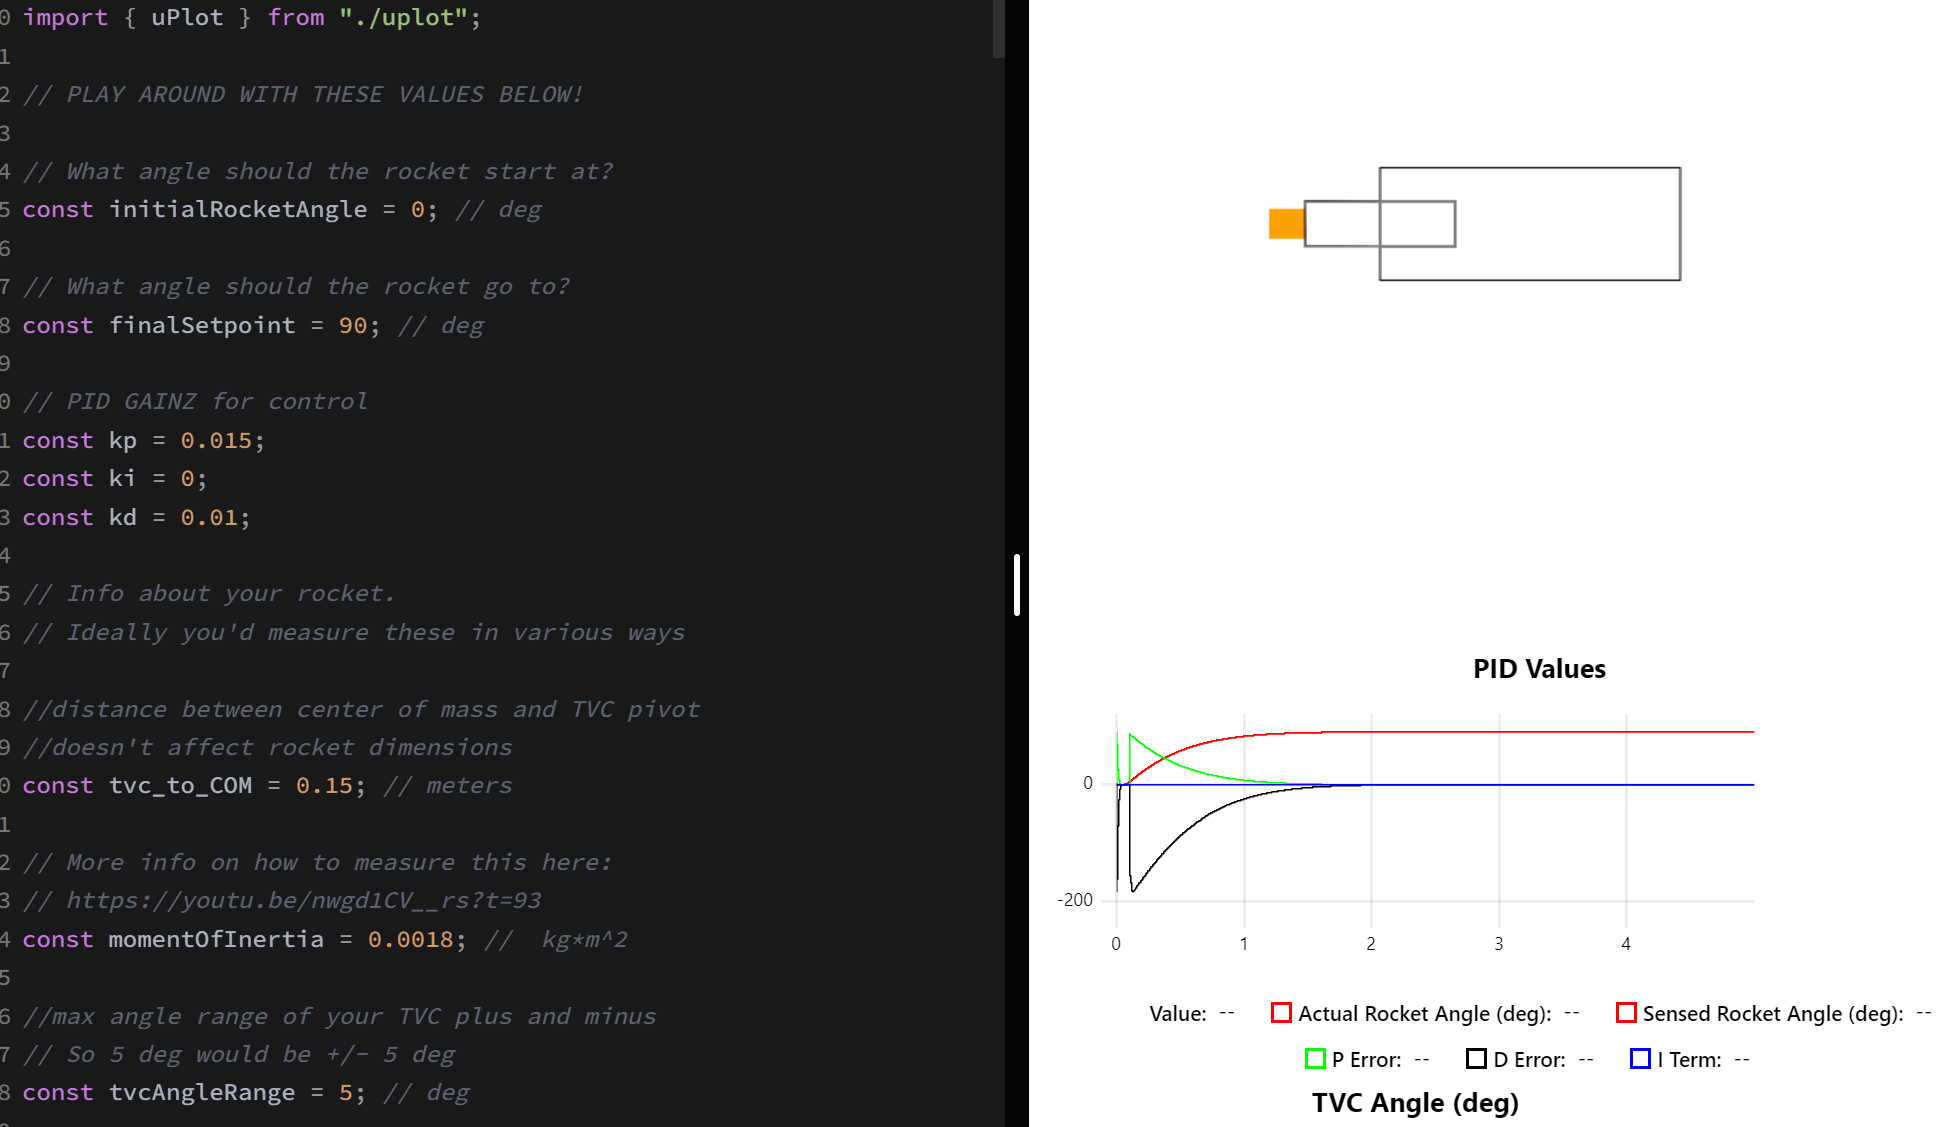 0 import { uPlot } from "./uplot";
1
2 // PLAY AROUND WITH THESE VALUES BELOW!
3
4 // What angle should the rocket start at?
5 const initialRocketAngle = 0; // deg
6
7 // What angle should the rocket go to?
8 const finalSetpoint = 90; // deg
9
0 // PID GAINZ for control
1 const kp = 0.015;
2 const ki = 0;
3 const kd = 0.01;
4
5 // Info about your rocket.
6 // Ideally you'd measure these in various ways
7
8 //distance between center of mass and TVC pivot
9 //doesn't affect rocket dimensions
0 const tvc_to_COM = 0.15; // meters
1
2 // More info on how to measure this here:
3 // https://youtu.be/nwgd1CV__rs?t=93
4 const momentOfInertia = 0.0018; //  kg*m^2
5
6 //max angle range of your TVC plus and minus
7 // So 5 deg would be +/- 5 deg
8 const tvcAngleRange = 5; // deg
PID Values
0
-200
0 1 2 3 4
Value: -- Actual Rocket Angle (deg): -- Sensed Rocket Angle (deg): --
P Error: -- D Error: -- I Term: --
TVC Angle (deg)